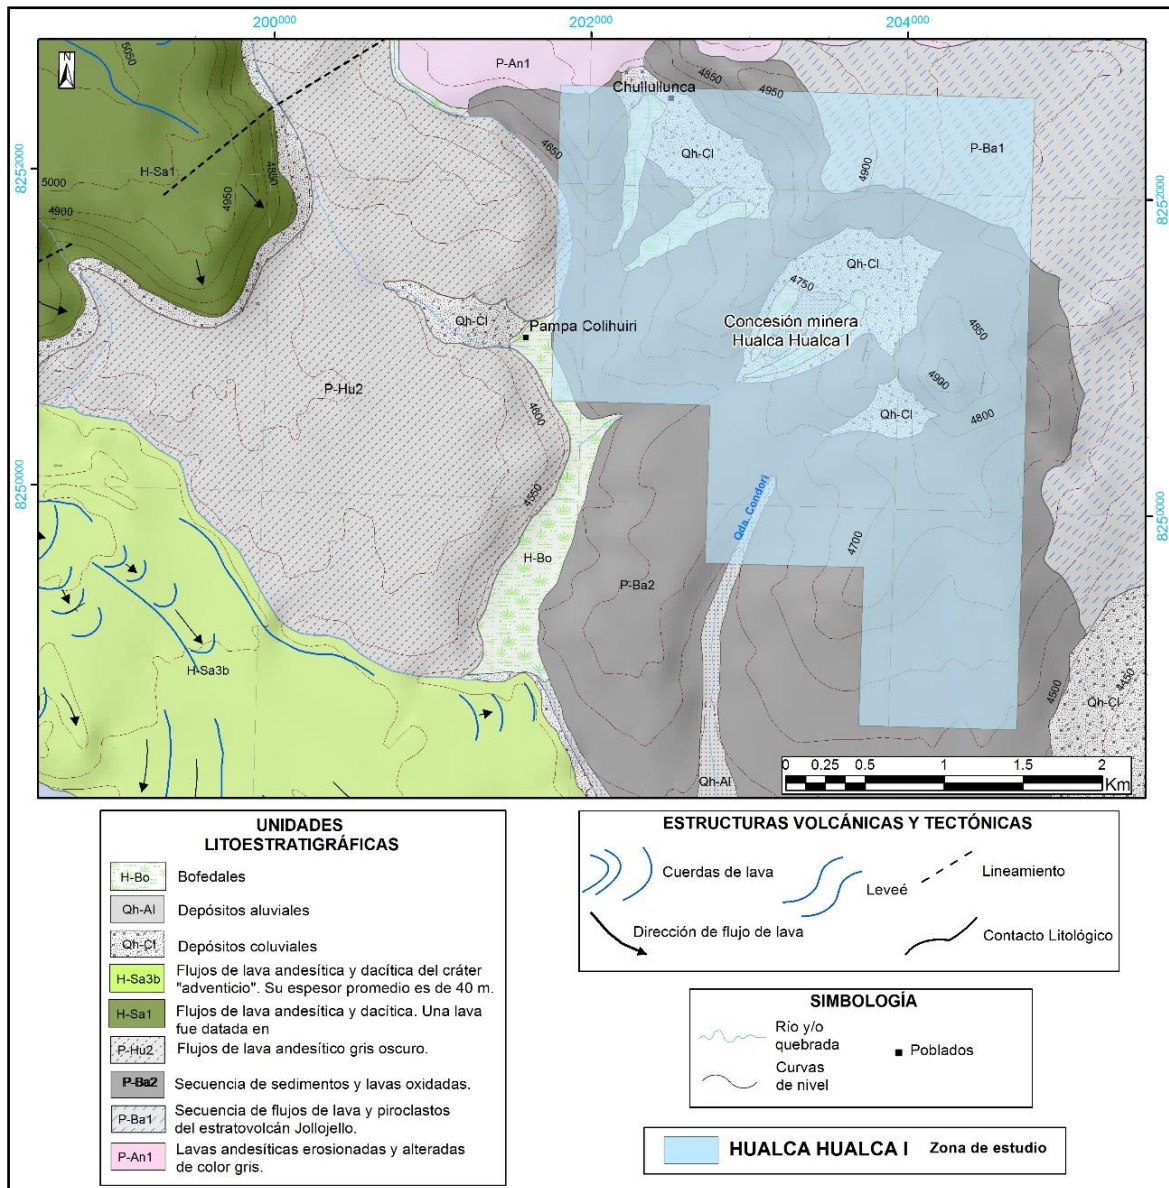 200000
202000
204000
8252000
8250000
8252000
8250000
N
5050
H-Sa1
5000
4900
4950
4800
P-An1
4650
4850
4950
Chullullunca
Qh-Cl
4900
P-Ba1
Qh-Cl
4750
Concesión minera
Hualca Hualca I
4850
4900
4800
Qh-Cl
Qh-Cl
Pampa Colihuiri
P-Hu2
4600
4550
H-Bo
Qda. Condori
4700
P-Ba2
H-Sa3b
4500
4450
Qh-Cl
Qh-Al
0 0.25 0.5 1 1.5 2
Km
UNIDADES
LITOESTRATIGRÁFICAS
H-Bo Bofedales
Qh-Al Depósitos aluviales
Qh-Cl Depósitos coluviales
H-Sa3b Flujos de lava andesítica y dacítica del cráter
"adventicio". Su espesor promedio es de 40 m.
H-Sa1 Flujos de lava andesítica y dacítica. Una lava
fue datada en
P-Hu2 Flujos de lava andesítico gris oscuro.
P-Ba2 Secuencia de sedimentos y lavas oxidadas.
P-Ba1 Secuencia de flujos de lava y piroclastos
del estratovolcán Jollojello.
P-An1 Lavas andesíticas erosionadas y alteradas
de color gris.
ESTRUCTURAS VOLCÁNICAS Y TECTÓNICAS
Cuerdas de lava
Leveé
Lineamiento
Dirección de flujo de lava
Contacto Litológico
SIMBOLOGÍA
Río y/o
quebrada
Poblados
Curvas
de nivel
HUALCA HUALCA I Zona de estudio